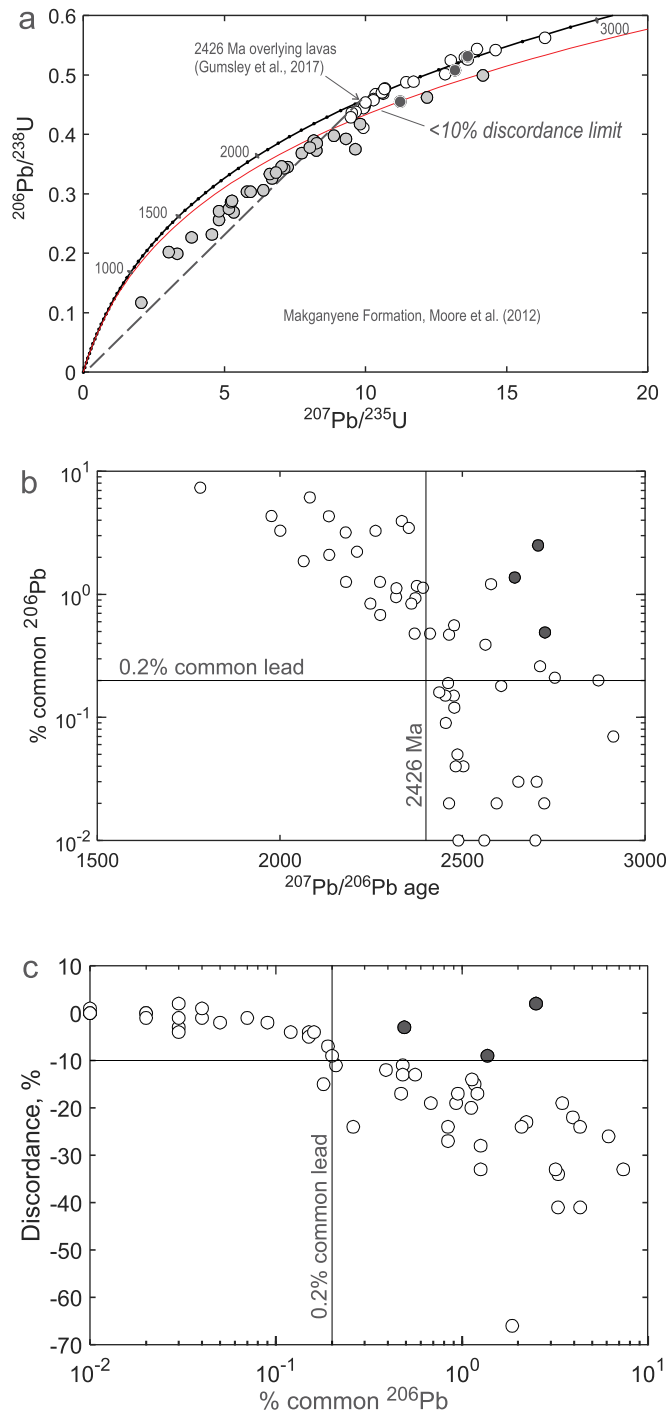 a
0.6
0.5
0.4
0.3
0.2
0.1
0
206Pb/238U
2426 Ma overlying lavas
(Gumsley et al., 2017)
3000
<10% discordance limit
2000
1500
1000
Makganyene Formation, Moore et al. (2012)
0 5 10 15 20
207Pb/235U
b
10^1
10^0
10^-1
10^-2
% common 206Pb
0.2% common lead
2426 Ma
1500 2000 2500 3000
207Pb/206Pb age
c
10
0
-10
-20
-30
-40
-50
-60
-70
Discordance, %
0.2% common lead
10^-2 10^-1 10^0 10^1
% common 206Pb